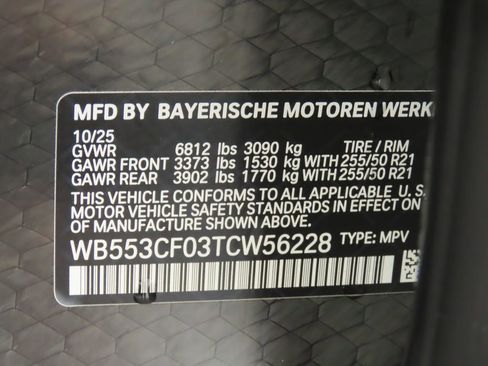 MFD BY BAYERISCHE MOTOREN
10/25
GVWR 6812 lbs 3090 kg TIRE / RIM
GAWR FRONT 3373 lbs 1530 kg WITH 255/50 R21
GAWR REAR 3902 lbs 1770 kg WITH 255/50 R21
THIS VEHICLE CONFORMS TO ALL APPLICABLE U. S.
MOTOR VEHICLE SAFETY STANDARDS IN EFFECT ON
MANUFACTURE SHOWN ABOVE.
WB553CF03TCW56228 TYPE: MPV